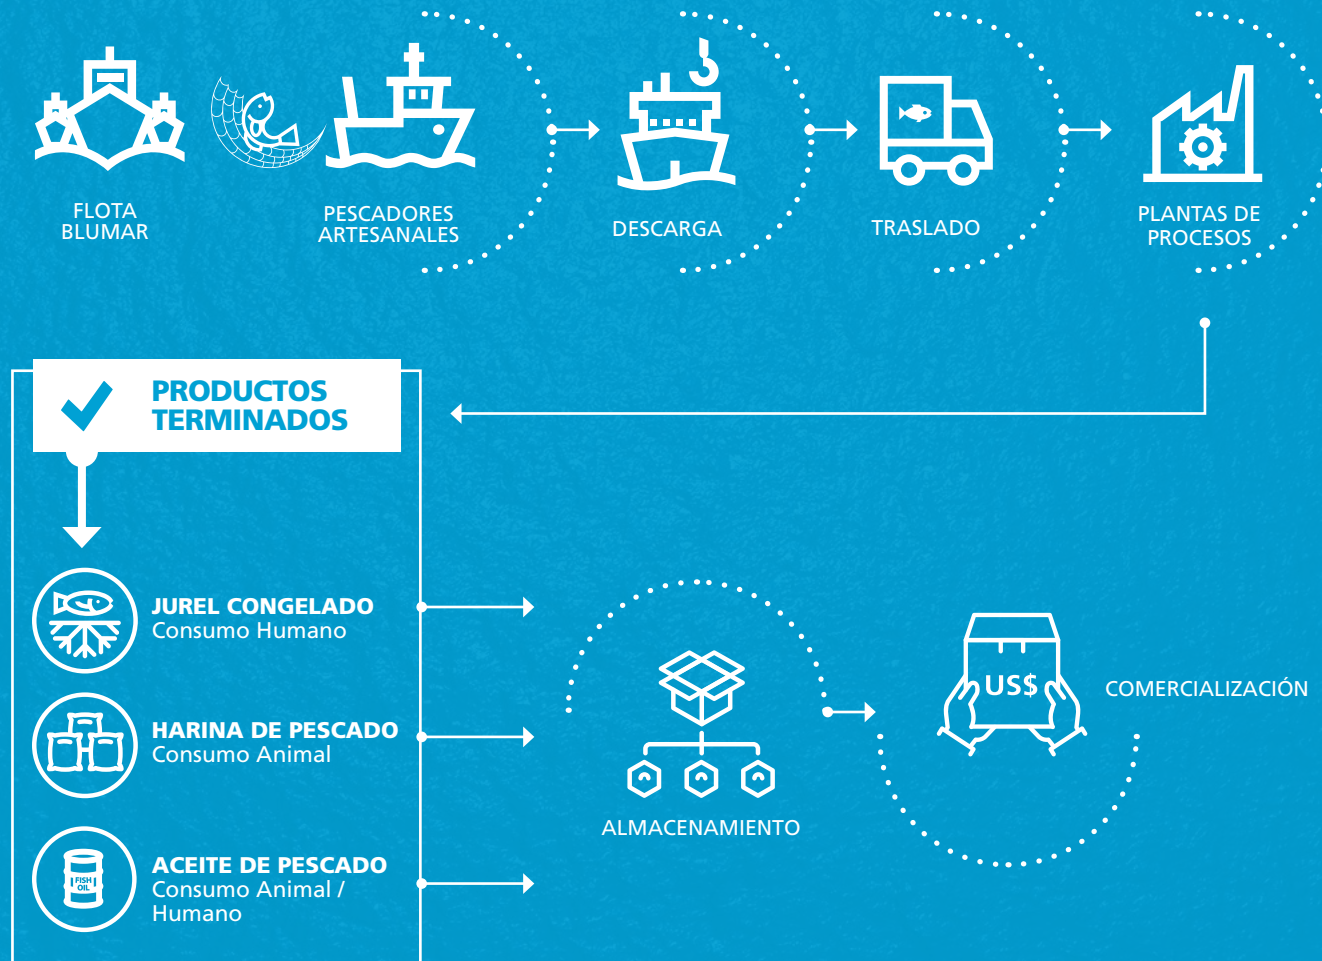 FLOTA
BLUMAR
PESCADORES
ARTESANALES
DESCARGA
TRASLADO
PLANTAS DE
PROCESOS
PRODUCTOS
TERMINADOS
JUREL CONGELADO
Consumo Humano
HARINA DE PESCADO
Consumo Animal
FISH
OIL
ACEITE DE PESCADO
Consumo Animal /
Humano
ALMACENAMIENTO
US$
COMERCIALIZACIÓN